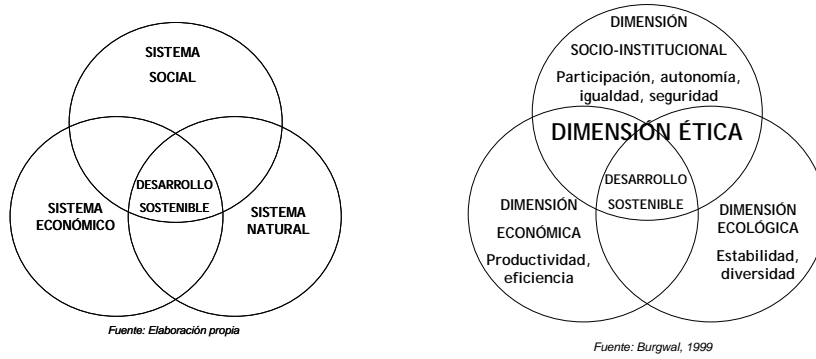 SISTEMA
SOCIAL
DESARROLLO
SOSTENIBLE
SISTEMA
ECONÓMICO
SISTEMA
NATURAL
Fuente: Elaboración propia
DIMENSIÓN
SOCIO-INSTITUCIONAL
Participación, autonomía,
igualdad, seguridad
DIMENSIÓN ÉTICA
DESARROLLO
SOSTENIBLE
DIMENSIÓN
ECONÓMICA
Productividad,
eficiencia
DIMENSIÓN
ECOLÓGICA
Estabilidad,
diversidad
Fuente: Burgwal, 1999